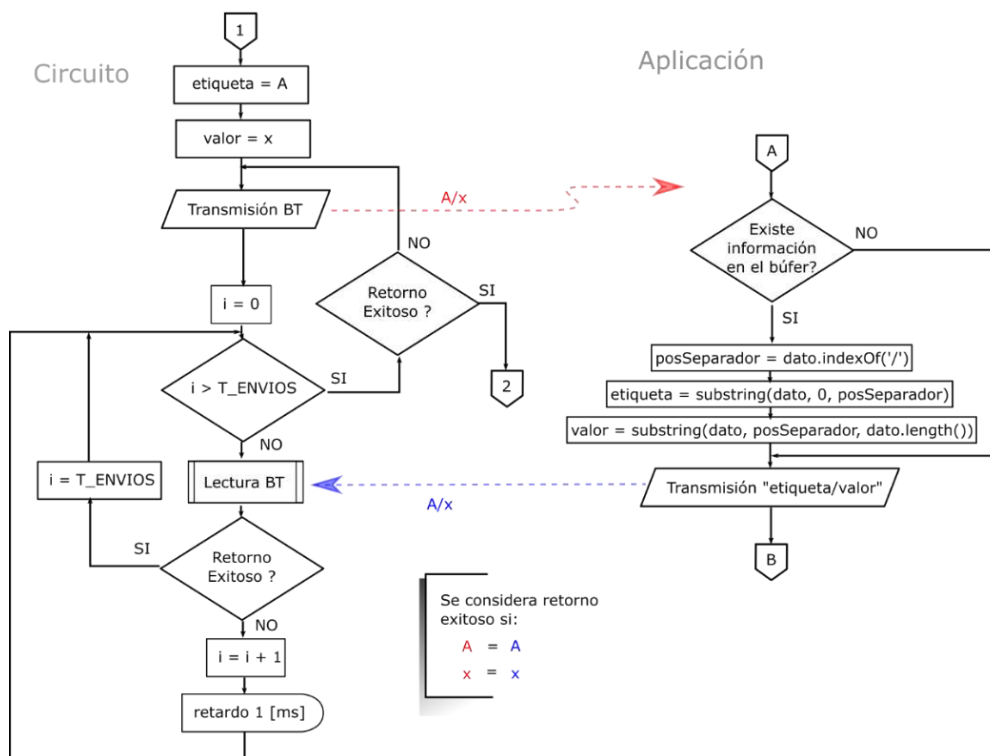 Circuito
1
etiqueta = A
valor = x
Transmisión BT
A/x
i = 0
NO
Retorno
Exitoso ?
SI
2
i > T_ENVIOS
SI
NO
i = T_ENVIOS
Lectura BT
A/x
SI
Retorno
Exitoso ?
NO
i = i + 1
retardo 1 [ms]
Aplicación
A
Existe
información
en el búfer?
NO
SI
posSeparador = dato.indexOf('/')
etiqueta = substring(dato, 0, posSeparador)
valor = substring(dato, posSeparador, dato.length())
Transmisión "etiqueta/valor"
B
Se considera retorno
exitoso si:
A = A
x = x